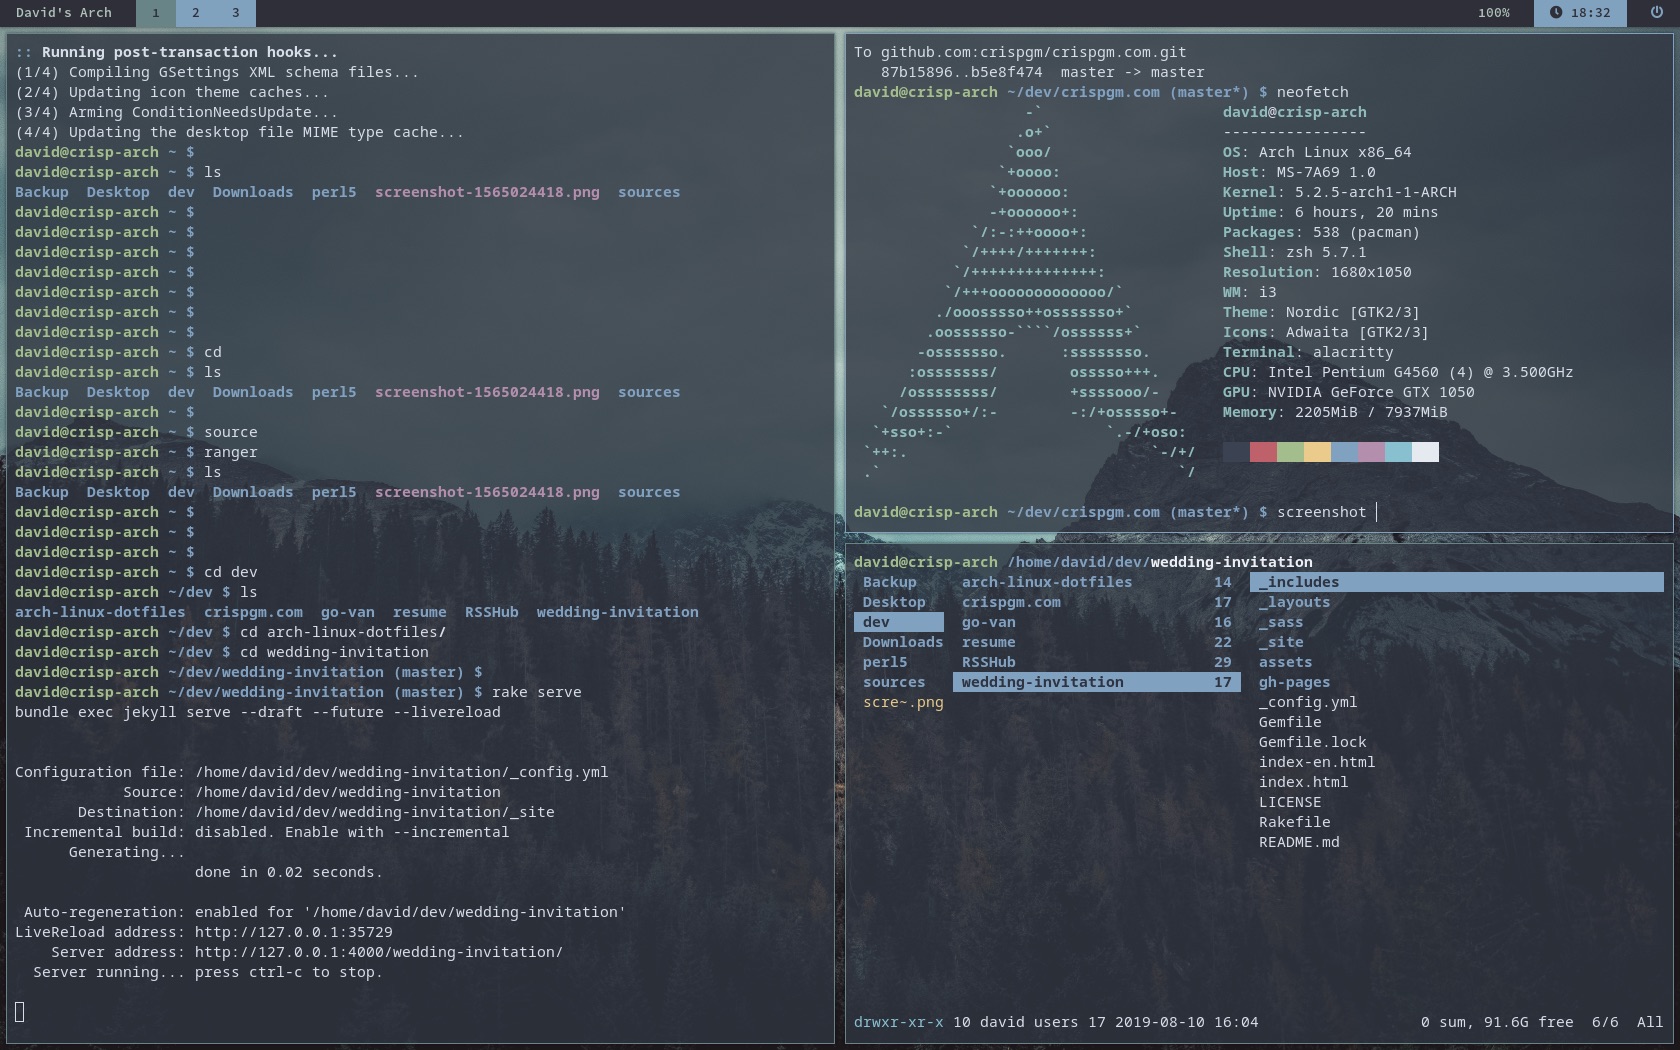 David's Arch 1 2 3 100% 18:32
:: Running post-transaction hooks...
(1/4) Compiling GSettings XML schema files...
(2/4) Updating icon theme caches...
(3/4) Arming ConditionNeedsUpdate...
(4/4) Updating the desktop file MIME type cache...
david@crisp-arch ~ $
david@crisp-arch ~ $ ls
Backup  Desktop  dev  Downloads  perl5  screenshot-1565024418.png  sources
david@crisp-arch ~ $
david@crisp-arch ~ $
david@crisp-arch ~ $
david@crisp-arch ~ $
david@crisp-arch ~ $
david@crisp-arch ~ $
david@crisp-arch ~ $
david@crisp-arch ~ $ cd
david@crisp-arch ~ $ ls
Backup  Desktop  dev  Downloads  perl5  screenshot-1565024418.png  sources
david@crisp-arch ~ $
david@crisp-arch ~ $ source
david@crisp-arch ~ $ ranger
david@crisp-arch ~ $ ls
Backup  Desktop  dev  Downloads  perl5  screenshot-1565024418.png  sources
david@crisp-arch ~ $
david@crisp-arch ~ $
david@crisp-arch ~ $
david@crisp-arch ~ $ cd dev
david@crisp-arch ~/dev $ ls
arch-linux-dotfiles  crispgm.com  go-van  resume  RSSHub  wedding-invitation
david@crisp-arch ~/dev $ cd arch-linux-dotfiles/
david@crisp-arch ~/dev $ cd wedding-invitation
david@crisp-arch ~/dev/wedding-invitation (master) $
david@crisp-arch ~/dev/wedding-invitation (master) $ rake serve
bundle exec jekyll serve --draft --future --livereload
Configuration file: /home/david/dev/wedding-invitation/_config.yml
Source: /home/david/dev/wedding-invitation
Destination: /home/david/dev/wedding-invitation/_site
Incremental build: disabled. Enable with --incremental
Generating...
done in 0.02 seconds.
Auto-regeneration: enabled for '/home/david/dev/wedding-invitation'
LiveReload address: http://127.0.0.1:35729
Server address: http://127.0.0.1:4000/wedding-invitation/
Server running... press ctrl-c to stop.
To github.com:crispgm/crispgm.com.git
87b15896..b5e8f474  master -> master
david@crisp-arch ~/dev/crispgm.com (master*) $ neofetch
-` david@crisp-arch
.o+` ----------------
`ooo/ OS: Arch Linux x86_64
`+oooo: Host: MS-7A69 1.0
`+oooooo: Kernel: 5.2.5-arch1-1-ARCH
-+oooooo+: Uptime: 6 hours, 20 mins
`/:-:++oooo+: Packages: 538 (pacman)
`/++++/+++++++: Shell: zsh 5.7.1
`/++++++++++++++: Resolution: 1680x1050
`/+++ooooooooooooo/` WM: i3
./ooosssso++osssssso+` Theme: Nordic [GTK2/3]
.oossssso-````/ossssss+` Icons: Adwaita [GTK2/3]
-osssssso.      :ssssssso. Terminal: alacritty
:osssssss/        osssso+++. CPU: Intel Pentium G4560 (4) @ 3.500GHz
/ossssssss/        +ssssooo/- GPU: NVIDIA GeForce GTX 1050
`/ossssso+/:-        -:/+osssso+- Memory: 2205MiB / 7937MiB
`+sso+:-`                 `.-/+oso:
`++:.                           `-/+/
.`                                 `/
david@crisp-arch ~/dev/crispgm.com (master*) $ screenshot
david@crisp-arch /home/david/dev/wedding-invitation
Backup arch-linux-dotfiles 14 _includes
Desktop crispgm.com 17 _layouts
dev go-van 16 _sass
Downloads resume 22 _site
perl5 RSSHub 29 assets
sources wedding-invitation 17 gh-pages
scre~.png _config.yml
Gemfile
Gemfile.lock
index-en.html
index.html
LICENSE
Rakefile
README.md
drwxr-xr-x 10 david users 17 2019-08-10 16:04 0 sum, 91.6G free  6/6  All